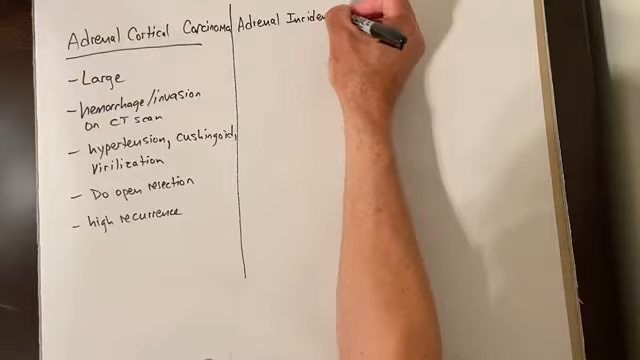 Adrenal Cortical Carcinoma
- Large
- hemorrhage/invasion
on CT scan
- hypertension, cushingoid,
virilization
- Do open resection
- high recurrence
Adrenal Inciden